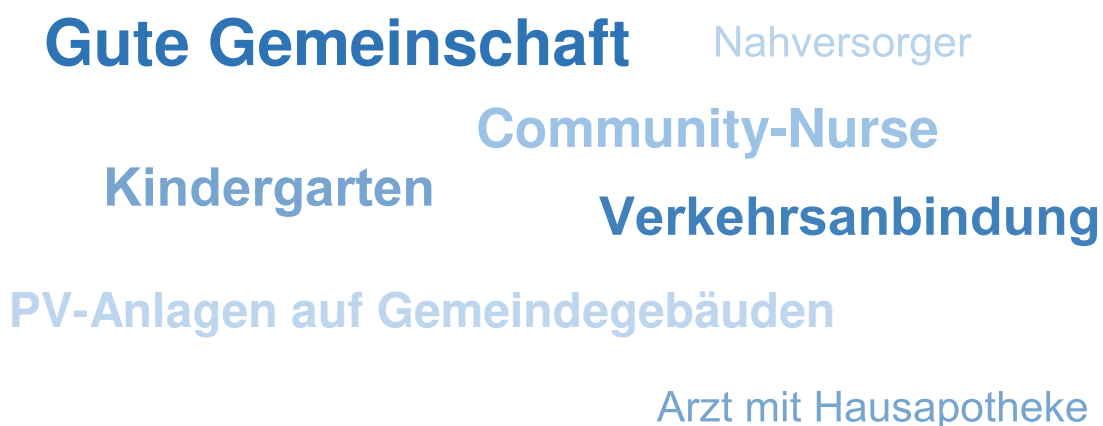 Gute Gemeinschaft
Nahversorger
Community-Nurse
Kindergarten
Verkehrsanbindung
PV-Anlagen auf Gemeindegebäuden
Arzt mit Hausapotheke